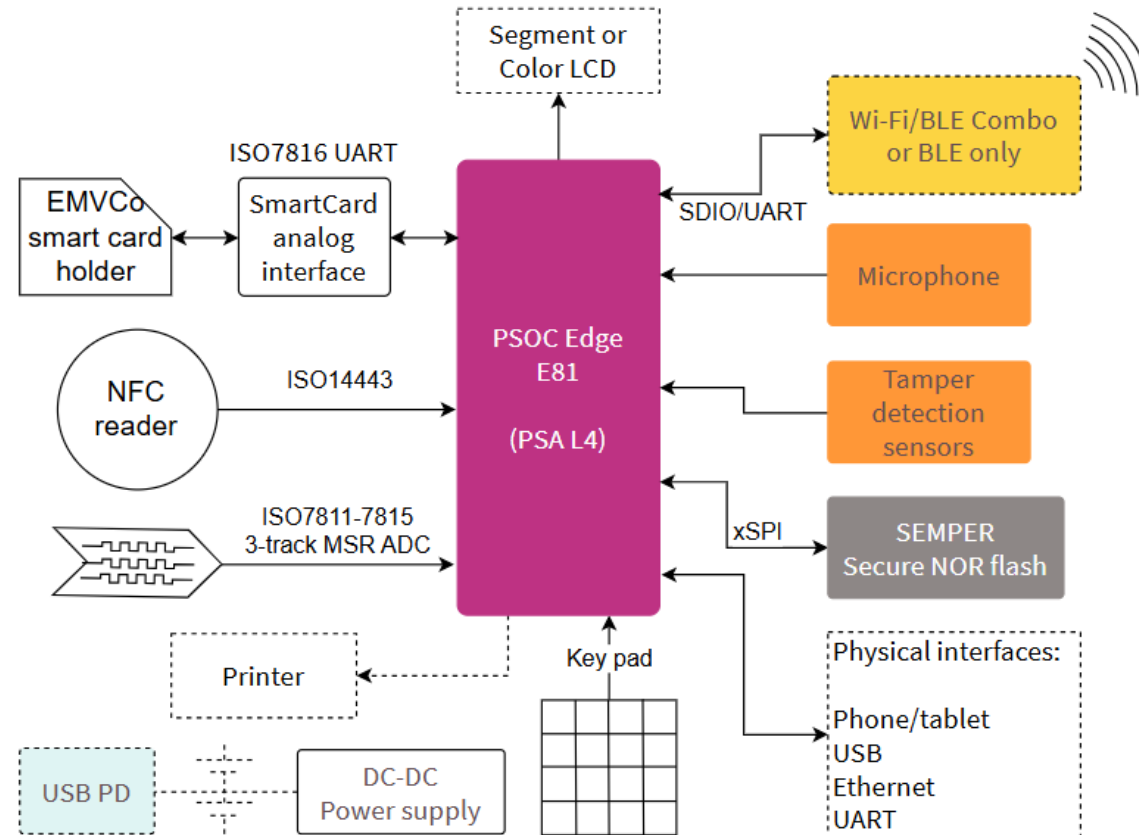 Segment or
Color LCD
Wi-Fi/BLE Combo
or BLE only
ISO7816 UART
SDIO/UART
EMVCo
smart card
holder
SmartCard
analog
interface
Microphone
PSOC Edge
E81
(PSA L4)
NFC
reader
ISO14443
Tamper
detection
sensors
ISO7811-7815
3-track MSR ADC
xSPI
SEMPER
Secure NOR flash
Printer
Key pad
Physical interfaces:
Phone/tablet
USB
Ethernet
UART
USB PD
DC-DC
Power supply